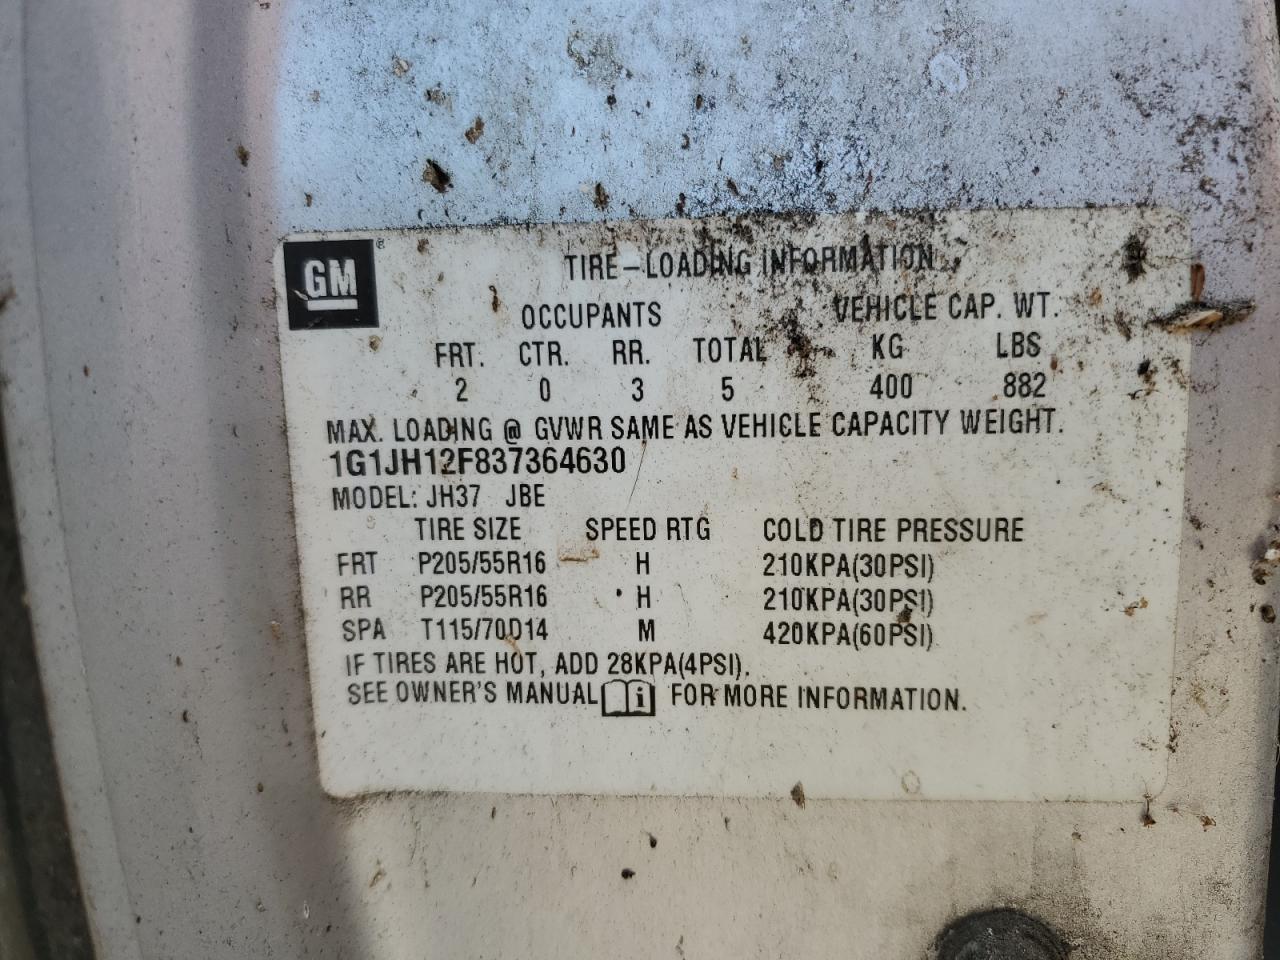 GM ®
TIRE-LOADING INFORMATION
OCCUPANTS VEHICLE CAP. WT.
FRT. CTR. RR. TOTAL KG LBS
2 0 3 5 400 882
MAX. LOADING @ GVWR SAME AS VEHICLE CAPACITY WEIGHT.
1G1JH12F837364630
MODEL: JH37 JBE
TIRE SIZE SPEED RTG COLD TIRE PRESSURE
FRT P205/55R16 H 210KPA(30PSI)
RR P205/55R16 H 210KPA(30PSI)
SPA T115/70D14 M 420KPA(60PSI)
IF TIRES ARE HOT, ADD 28KPA(4PSI).
SEE OWNER'S MANUAL i FOR MORE INFORMATION.